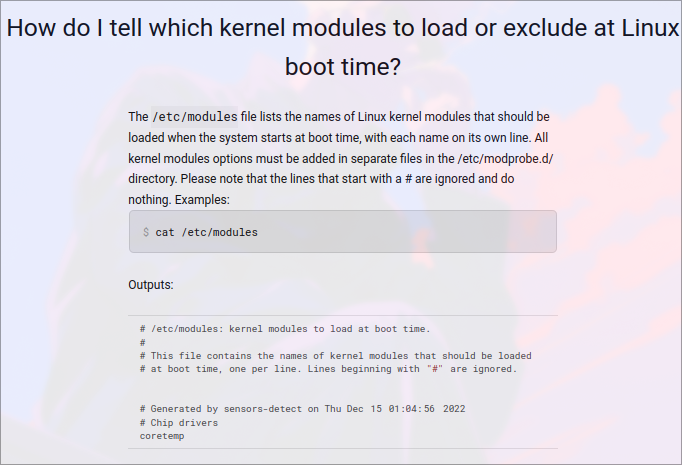 How do I tell which kernel modules to load or exclude at Linux
boot time?
The /etc/modules file lists the names of Linux kernel modules that should be
loaded when the system starts at boot time, with each name on its own line. All
kernel modules options must be added in separate files in the /etc/modprobe.d/
directory. Please note that the lines that start with a # are ignored and do
nothing. Examples:
$ cat /etc/modules
Outputs:
# /etc/modules: kernel modules to load at boot time.
#
# This file contains the names of kernel modules that should be loaded
# at boot time, one per line. Lines beginning with "#" are ignored.
# Generated by sensors-detect on Thu Dec 15 01:04:56 2022
# Chip drivers
coretemp